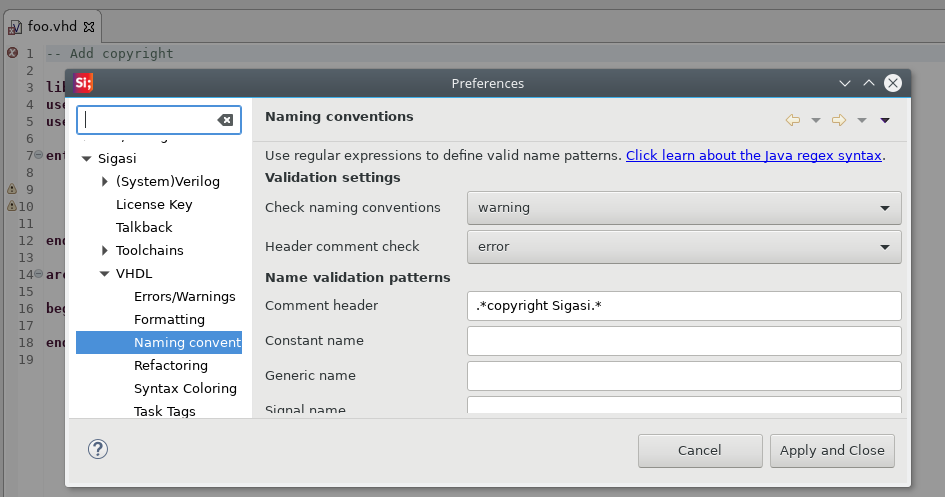 foo.vhd
1 -- Add copyright
2
3 lib
4 use
5 use
6
7 ent
8
9
10
11
12 end
13
14 arc
15
16 beg
17
18 end
19
Si;
Preferences
Sigasi
(System)Verilog
License Key
Talkback
Toolchains
VHDL
Errors/Warnings
Formatting
Naming convent
Refactoring
Syntax Coloring
Task Tags
Naming conventions
Use regular expressions to define valid name patterns. Click learn about the Java regex syntax.
Validation settings
Check naming conventions warning
Header comment check error
Name validation patterns
Comment header .*copyright Sigasi.*
Constant name
Generic name
Signal name
?
Cancel Apply and Close